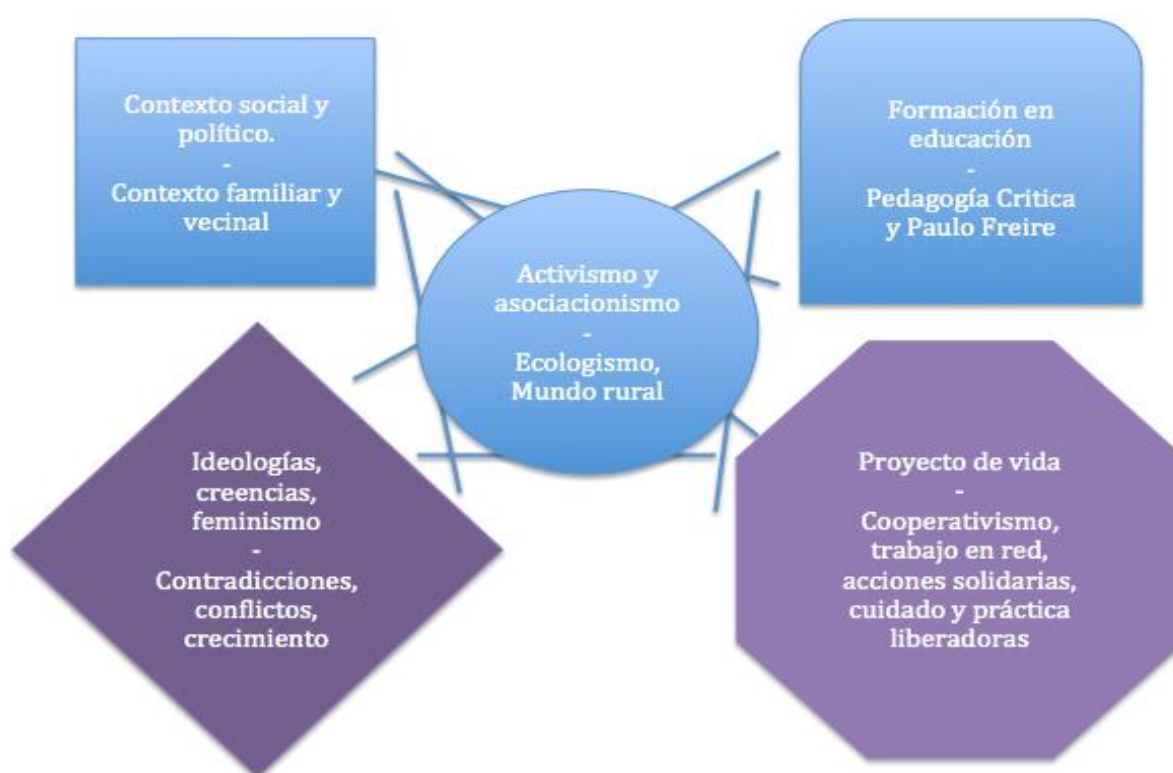 Contexto social y
político.
-
Contexto familiar y
vecinal
Formación en
educación
-
Pedagogía Critica
y Paulo Freire
Activismo y
asociacionismo
-
Ecologismo,
Mundo rural
Ideologías,
creencias,
feminismo
-
Contradicciones,
conflictos,
crecimiento
Proyecto de vida
-
Cooperativismo,
trabajo en red,
acciones solidarias,
cuidado y práctica
liberadoras